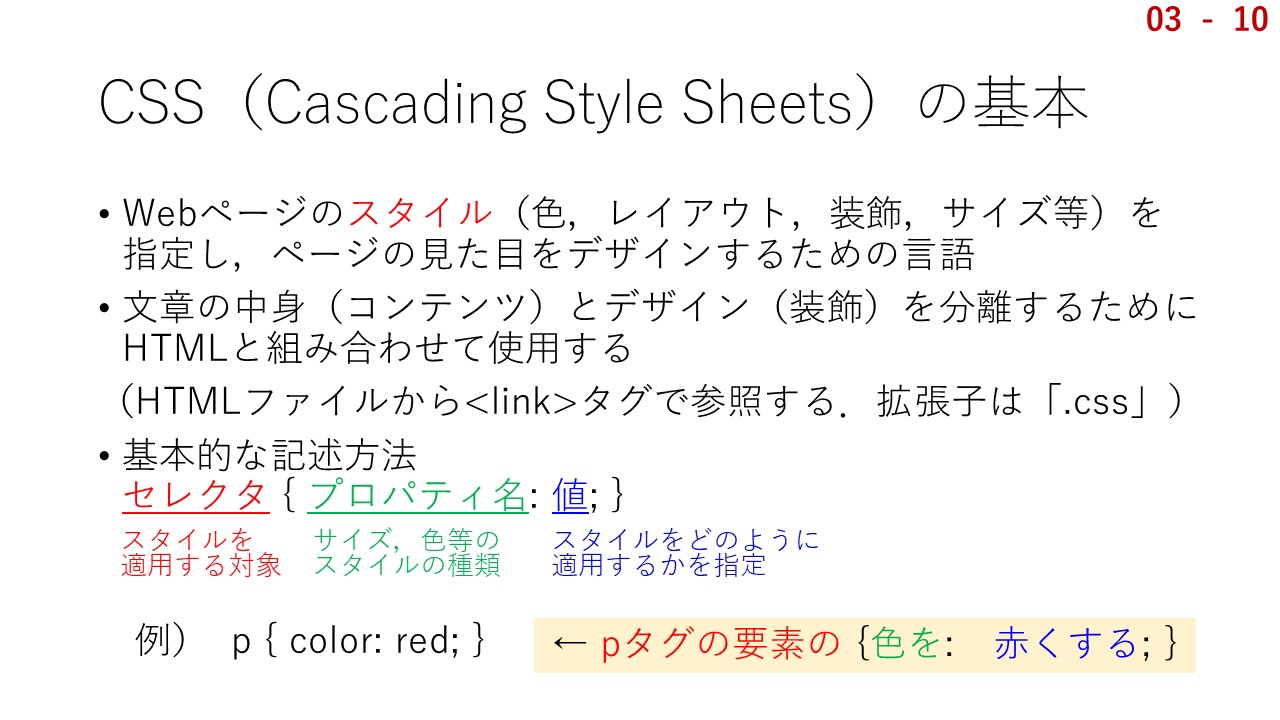 03 - 10
CSS（Cascading Style Sheets）の基本
• Webページのスタイル（色，レイアウト，装飾，サイズ等）を
指定し，ページの見た目をデザインするための言語
• 文章の中身（コンテンツ）とデザイン（装飾）を分離するために
HTMLと組み合わせて使用する
（HTMLファイルから<link>タグで参照する．拡張子は「.css」）
• 基本的な記述方法
セレクタ { プロパティ名: 値; }
スタイルを サイズ，色等の スタイルをどのように
適用する対象 スタイルの種類 適用するかを指定
例） p { color: red; } ← pタグの要素の {色を: 赤くする; }